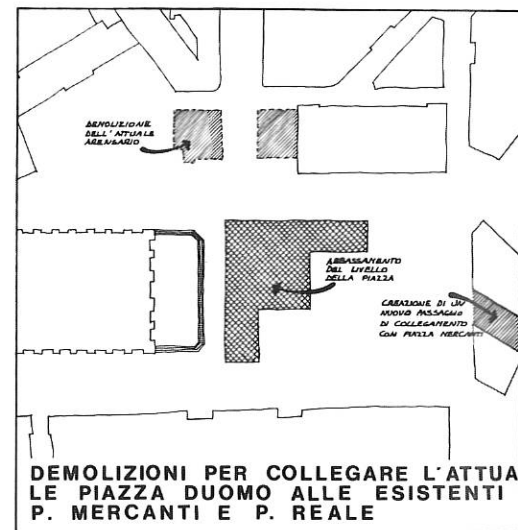 DEMOLIZIONE
DELL'ATTUALE
ARENGARIO
ABBASSAMENTO
DEL LIVELLO
DELLA PIAZZA
CREAZIONE DI UN
NUOVO PASSAGGIO
DI COLLEGAMENTO
CON PIAZZA MERCANTI
DEMOLIZIONI PER COLLEGARE L'ATTUA
LE PIAZZA DUOMO ALLE ESISTENTI
P. MERCANTI E P. REALE